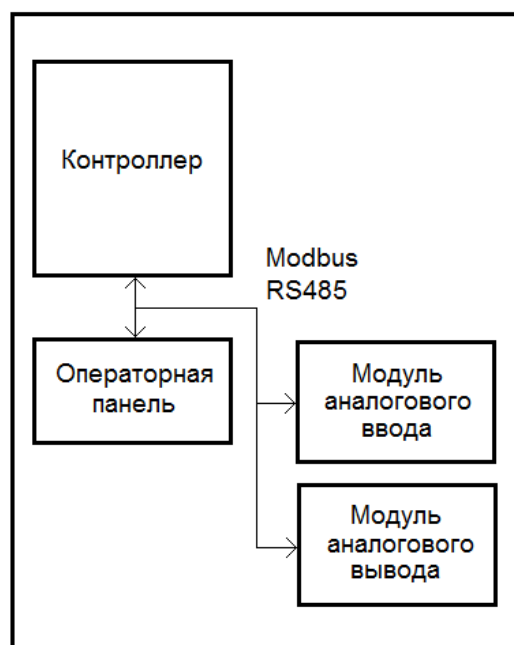 Контроллер
Modbus
RS485
Операторная
панель
Модуль
аналогового
ввода
Модуль
аналогового
вывода